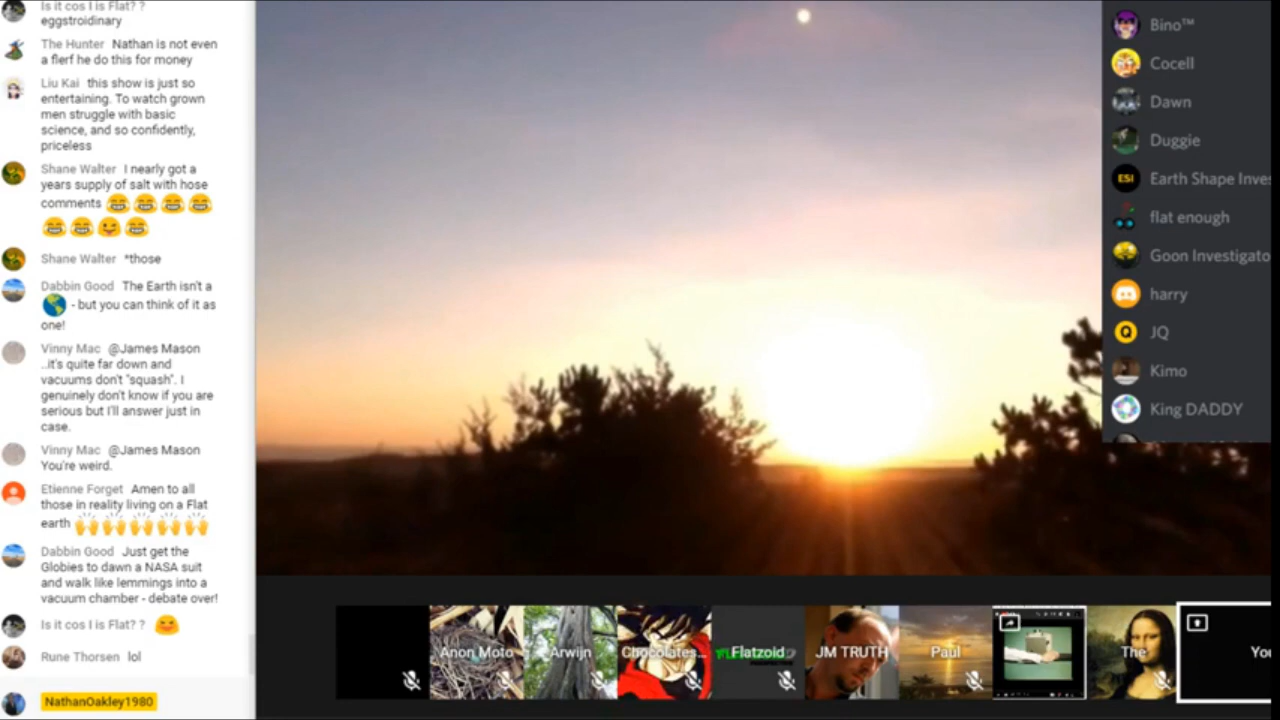 Is it cos I is Flat? ?
eggstroidinary
The Hunter Nathan is not even
a flerf he do this for money
Liu Kai this show is just so
entertaining. To watch grown
men struggle with basic
science, and so confidently,
priceless
Shane Walter I nearly got a
years supply of salt with hose
comments
Shane Walter *those
Dabbin Good The Earth isn't a
- but you can think of it as
one!
Vinny Mac @James Mason
..it's quite far down and
vacuums don't "squash". I
genuinely don't know if you are
serious but I'll answer just in
case.
Vinny Mac @James Mason
You're weird.
Etienne Forget Amen to all
those in reality living on a Flat
earth
Dabbin Good Just get the
Globies to dawn a NASA suit
and walk like lemmings into a
vacuum chamber - debate over!
Is it cos I is Flat? ?
Rune Thorsen lol
NathanOakley1980
Bino™
Cocell
Dawn
Duggie
ESI Earth Shape Inves
flat enough
Goon Investigato
harry
Q JQ
Kimo
King DADDY
Anon Moto
Arwijn
Chocolates...
Flatzoid
JM TRUTH
Paul
The
You